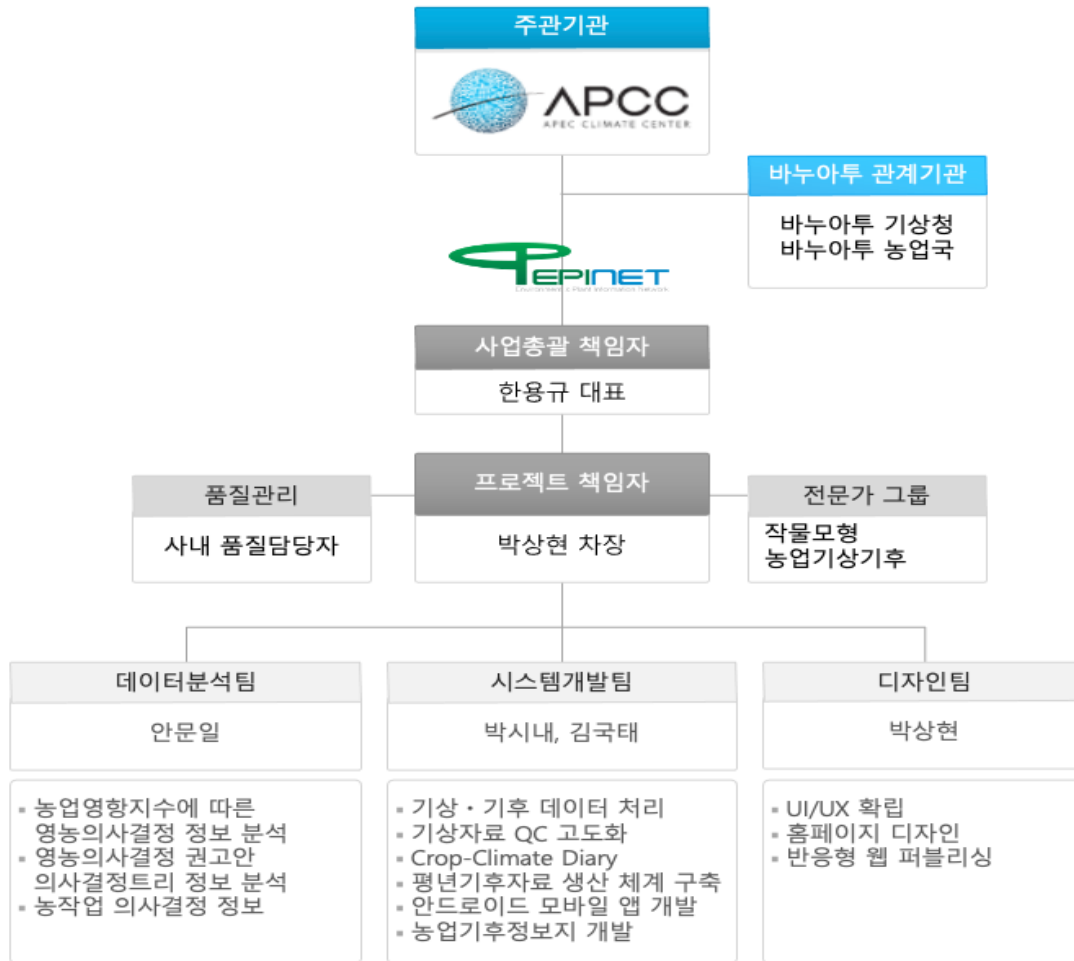 주관기관
APCC
APEC CLIMATE CENTER
바누아투 관계기관
바누아투 기상청
바누아투 농업국
EPINET
Environment & Plant Information Network
사업총괄 책임자
한용규 대표
품질관리
사내 품질담당자
프로젝트 책임자
박상현 차장
전문가 그룹
작물모형
농업기상기후
데이터분석팀
안문일
▪ 농업영향지수에 따른
영농의사결정 정보 분석
▪ 영농의사결정 권고안
의사결정트리 정보 분석
▪ 농작업 의사결정 정보
시스템개발팀
박시내, 김국태
▪ 기상・기후 데이터 처리
▪ 기상자료 QC 고도화
▪ Crop-Climate Diary
▪ 평년기후자료 생산 체계 구축
▪ 안드로이드 모바일 앱 개발
▪ 농업기후정보지 개발
디자인팀
박상현
▪ UI/UX 확립
▪ 홈페이지 디자인
▪ 반응형 웹 퍼블리싱